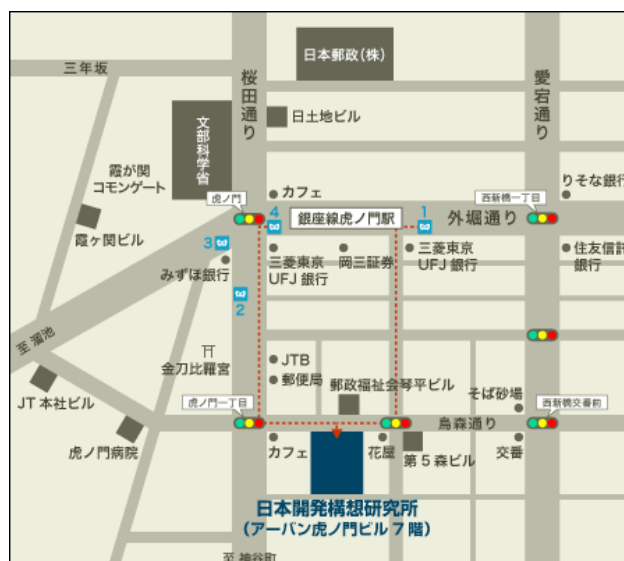 日本郵政(株)
三年坂
桜田通り
愛宕通り
文部科学省
日土地ビル
霞が関
コモンゲート
カフェ
りそな銀行
虎ノ門
西新橋一丁目
4
銀座線虎ノ門駅
1
外堀通り
霞ヶ関ビル
3
みずほ銀行
三菱東京
UFJ銀行
岡三証券
三菱東京
UFJ銀行
住友信託
銀行
2
至 溜池
金刀比羅宮
JTB
郵便局
JT本社ビル
郵政福祉会琴平ビル
そば砂場
虎ノ門一丁目
西新橋交番前
烏森通り
虎ノ門病院
カフェ
花屋
第5森ビル
交番
日本開発構想研究所
(アーバン虎ノ門ビル7階)
至 神谷町